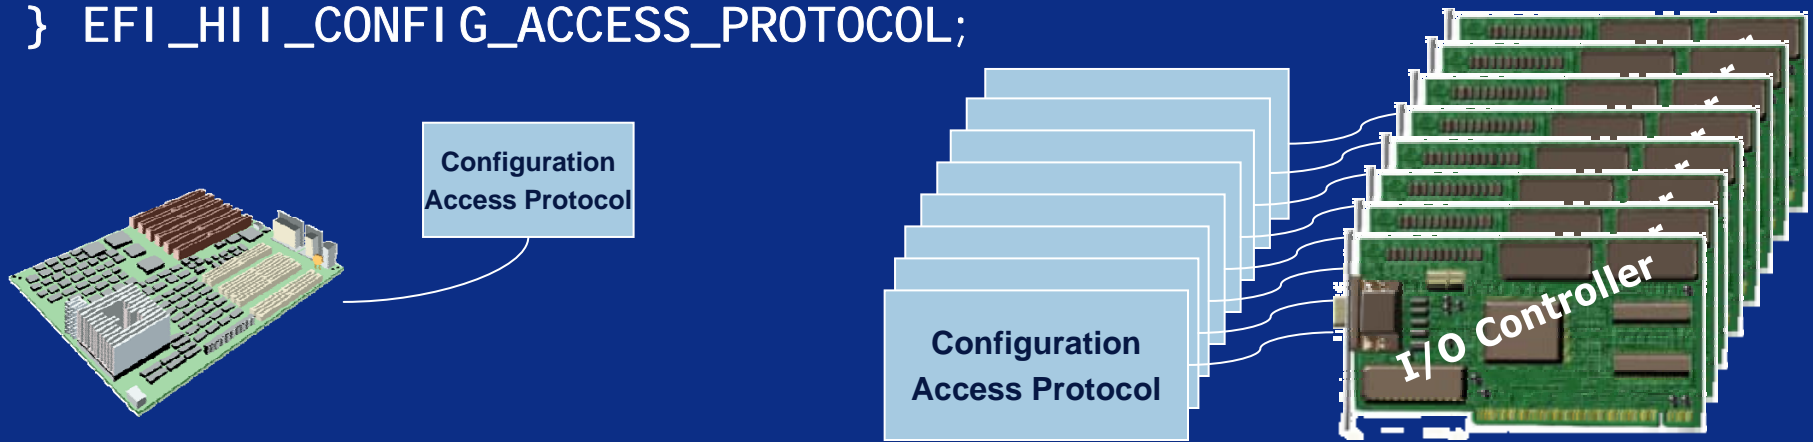 } EFI_HII_CONFIG_ACCESS_PROTOCOL;
Configuration
Access Protocol
Configuration
Access Protocol
I/O Controller